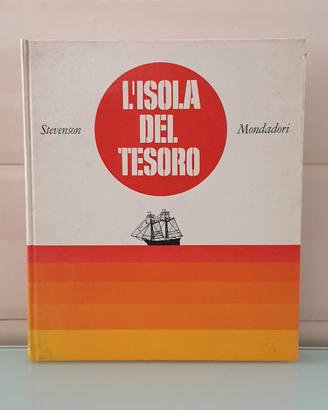 L'ISOLA
DEL
TESORO
Stevenson
Mondadori